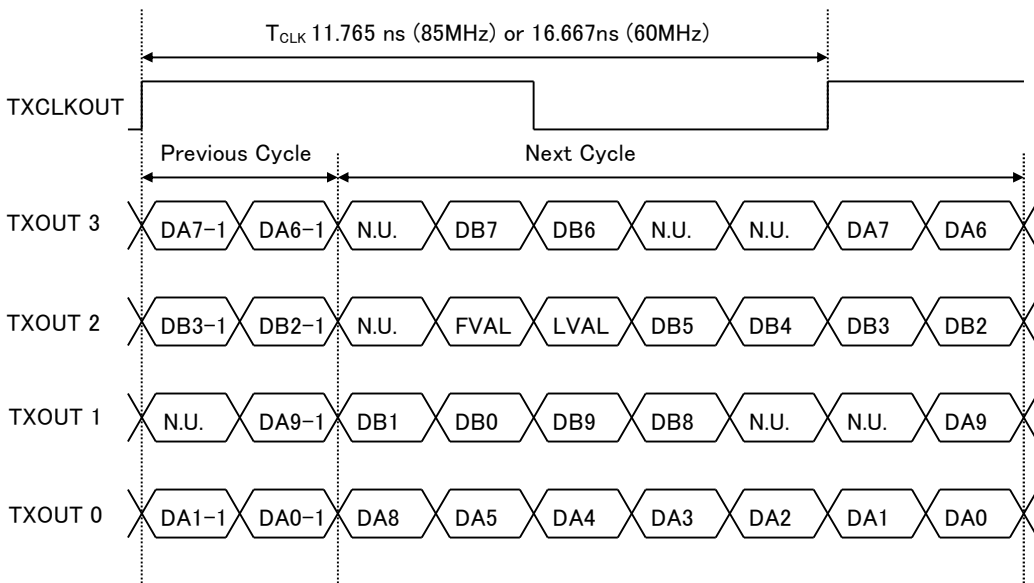 T_CLK 11.765 ns (85MHz) or 16.667ns (60MHz)
TXCLKOUT
Previous Cycle Next Cycle
TXOUT 3 DA7-1 DA6-1 N.U. DB7 DB6 N.U. N.U. DA7 DA6
TXOUT 2 DB3-1 DB2-1 N.U. FVAL LVAL DB5 DB4 DB3 DB2
TXOUT 1 N.U. DA9-1 DB1 DB0 DB9 DB8 N.U. N.U. DA9
TXOUT 0 DA1-1 DA0-1 DA8 DA5 DA4 DA3 DA2 DA1 DA0